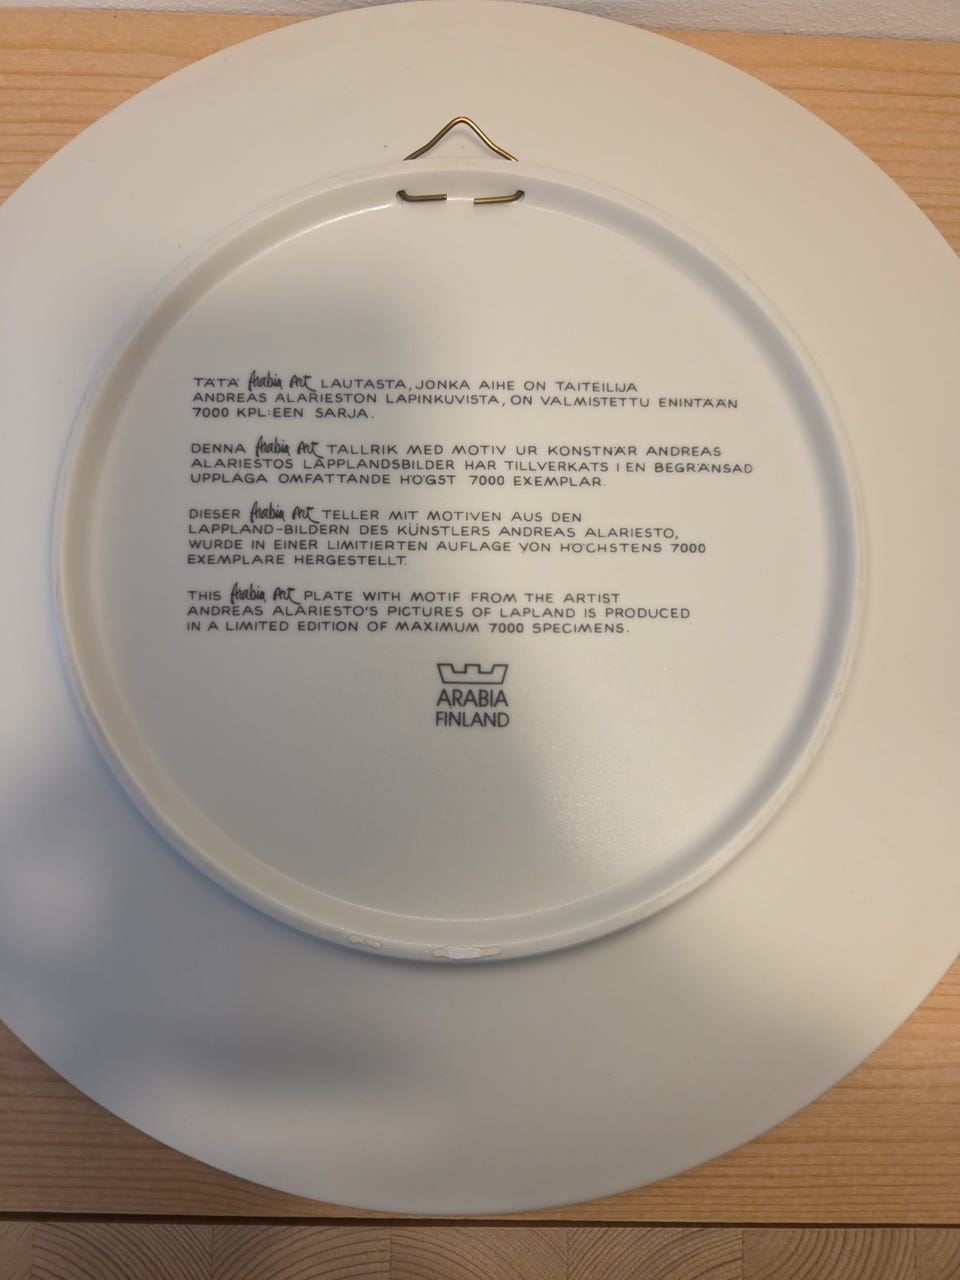 TÄTÄ Arabia Art LAUTASTA, JONKA AIHE ON TAITEILIJA
ANDREAS ALARIESTON LAPINKUVISTA, ON VALMISTETTU ENINTÄÄN
7000 KPL:EEN SARJA.
DENNA Arabia Art TALLRIK MED MOTIV UR KONSTNÄR ANDREAS
ALARIESTOS LAPPLANDSBILDER HAR TILLVERKATS I EN BEGRÄNSAD
UPPLAGA OMFATTANDE HÖGST 7000 EXEMPLAR.
DIESER Arabia Art TELLER MIT MOTIVEN AUS DEN
LAPPLAND-BILDERN DES KÜNSTLERS ANDREAS ALARIESTO,
WURDE IN EINER LIMITIERTEN AUFLAGE VON HÖCHSTENS 7000
EXEMPLARE HERGESTELLT.
THIS Arabia Art PLATE WITH MOTIF FROM THE ARTIST
ANDREAS ALARIESTO'S PICTURES OF LAPLAND IS PRODUCED
IN A LIMITED EDITION OF MAXIMUM 7000 SPECIMENS.
ARABIA
FINLAND